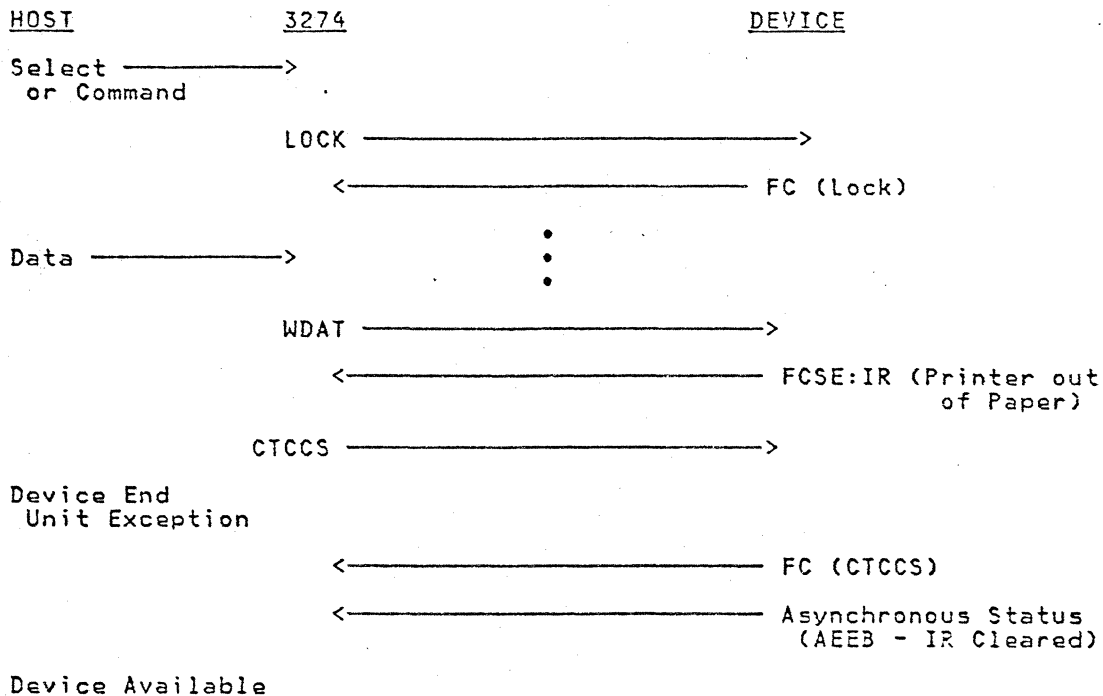 HOST 3274 DEVICE
Select
or Command
LOCK
FC (Lock)
Data
WDAT
FCSE:IR (Printer out
of Paper)
CTCCS
Device End
Unit Exception
FC (CTCCS)
Asynchronous Status
(AEEB - IR Cleared)
Device Available